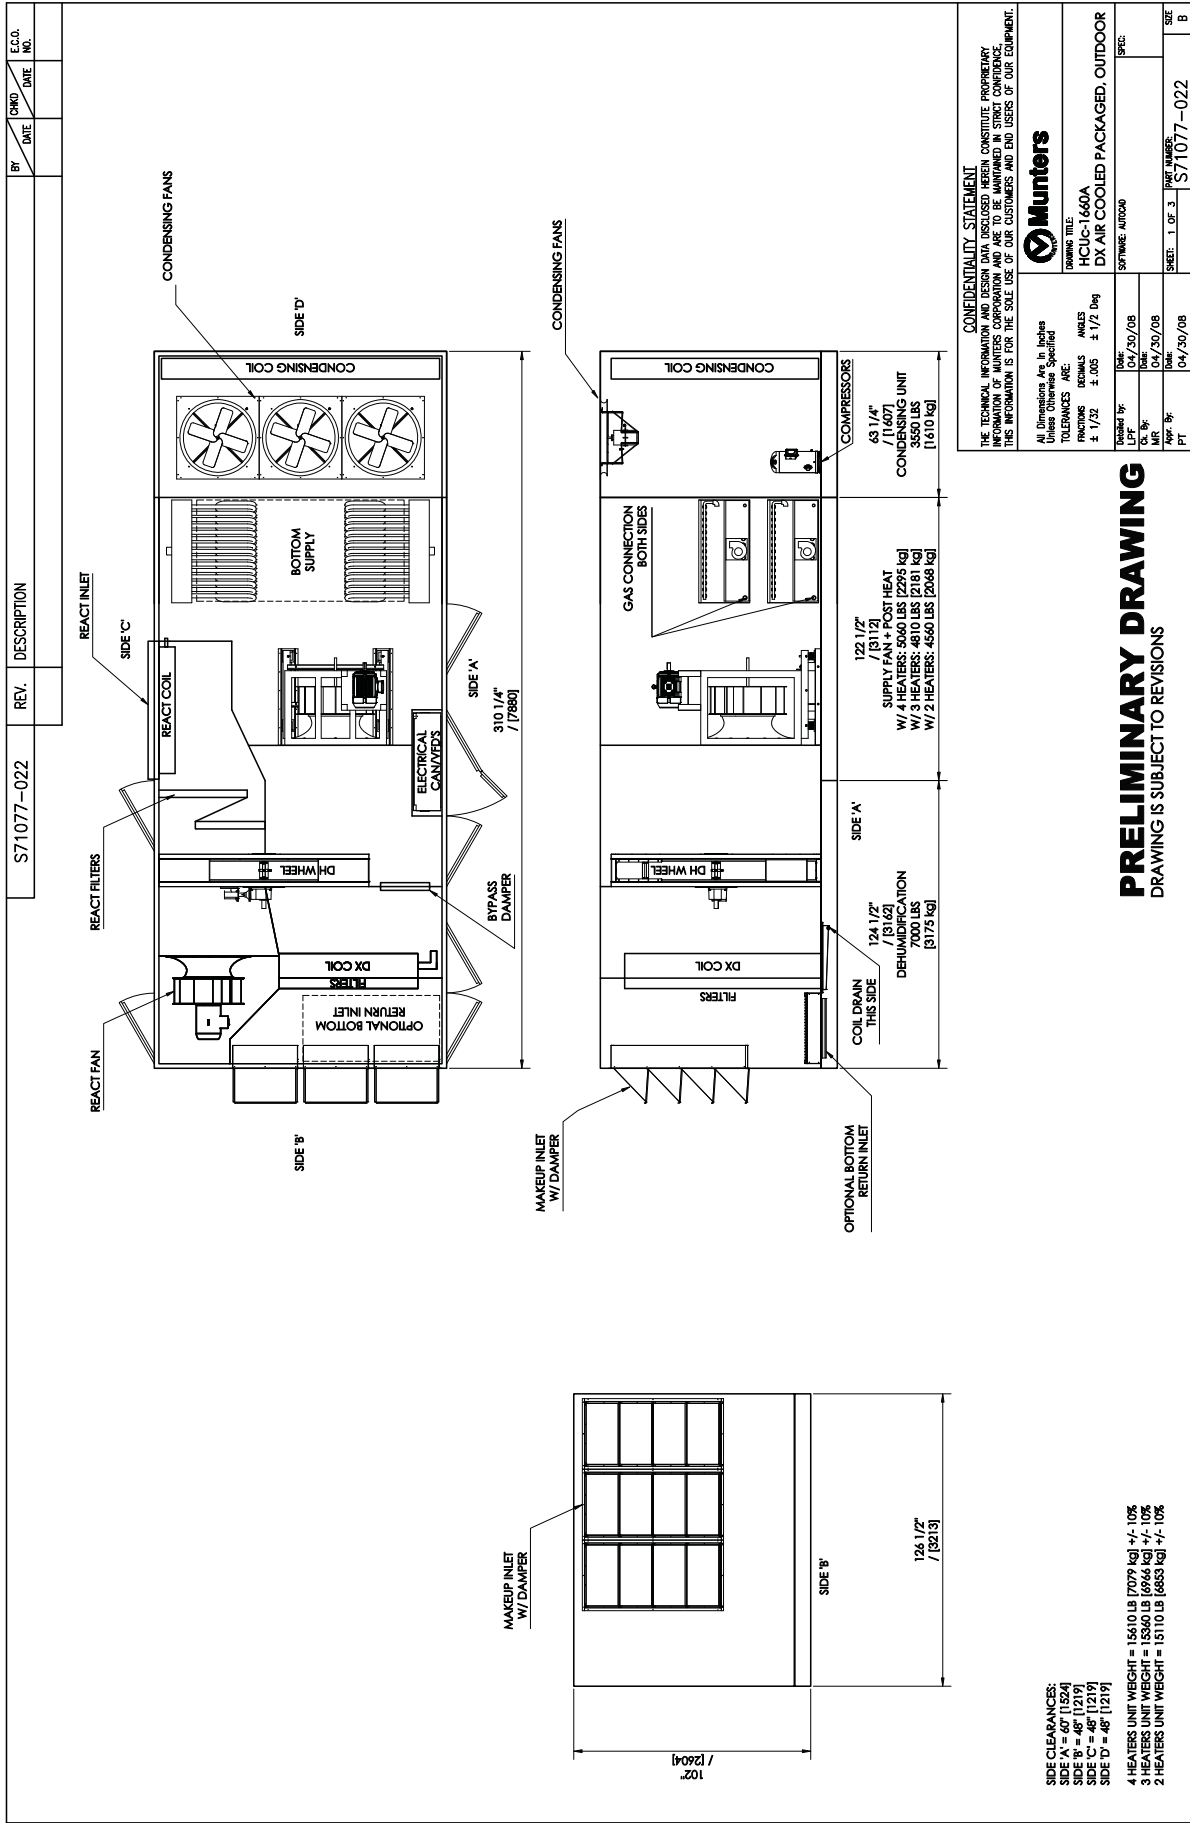 S71077-022
REV.
DESCRIPTION
BY
DATE
CHKD
DATE
E.C.O.
NO.
REACT FAN
REACT FILTERS
REACT INLET
SIDE 'C'
CONDENSING FANS
REACT COIL
DH WHEEL
DX COIL
FILTERS
OPTIONAL BOTTOM
RETURN INLET
BOTTOM
SUPPLY
CONDENSING COIL
SIDE 'D'
SIDE 'B'
BYPASS
DAMPER
ELECTRICAL
CAN/VFD'S
SIDE 'A'
310 1/4"
/ [7880]
MAKEUP INLET
W/ DAMPER
GAS CONNECTION
BOTH SIDES
CONDENSING FANS
CONDENSING COIL
DH WHEEL
DX COIL
FILTERS
COMPRESSORS
OPTIONAL BOTTOM
RETURN INLET
COIL DRAIN
THIS SIDE
124 1/2"
/ [3162]
DEHUMIDIFICATION
7000 LBS
[3175 kg]
SIDE 'A'
122 1/2"
/ [3112]
SUPPLY FAN + POST HEAT
W/ 4 HEATERS: 5060 LBS [2295 kg]
W/ 3 HEATERS: 4810 LBS [2181 kg]
W/ 2 HEATERS: 4560 LBS [2068 kg]
63 1/4"
/ [1607]
CONDENSING UNIT
3550 LBS
[1610 kg]
MAKEUP INLET
W/ DAMPER
SIDE 'B'
126 1/2"
/ [3213]
102"
/ [2604]
SIDE CLEARANCES:
SIDE 'A' = 60" [1524]
SIDE 'B' = 48" [1219]
SIDE 'C' = 48" [1219]
SIDE 'D' = 48" [1219]
4 HEATERS UNIT WEIGHT = 15610 LB [7079 kg] +/- 10%
3 HEATERS UNIT WEIGHT = 15360 LB [6966 kg] +/- 10%
2 HEATERS UNIT WEIGHT = 15110 LB [6853 kg] +/- 10%
PRELIMINARY DRAWING
DRAWING IS SUBJECT TO REVISIONS
CONFIDENTIALITY STATEMENT
THE TECHNICAL INFORMATION AND DESIGN DATA DISCLOSED HEREIN CONSTITUTE PROPRIETARY
INFORMATION OF MUNTERS CORPORATION AND ARE TO BE MAINTAINED IN STRICT CONFIDENCE,
THIS INFORMATION IS FOR THE SOLE USE OF OUR CUSTOMERS AND END USERS OF OUR EQUIPMENT.
All Dimensions Are In Inches
Unless Otherwise Specified
TOLERANCES ARE:
FRACTIONS DECIMALS ANGLES
± 1/32 ± .005 ± 1/2 Deg
Munters
DRAWING TITLE:
HCUc-1660A
DX AIR COOLED PACKAGED, OUTDOOR
Detailed by:
LPF
Date:
04/30/08
Ck. By:
MR
Date:
04/30/08
Appr. By:
PT
Date:
04/30/08
SOFTWARE: AUTOCAD
SPEC:
SHEET: 1 OF 3
PART NUMBER:
S71077-022
SIZE
B